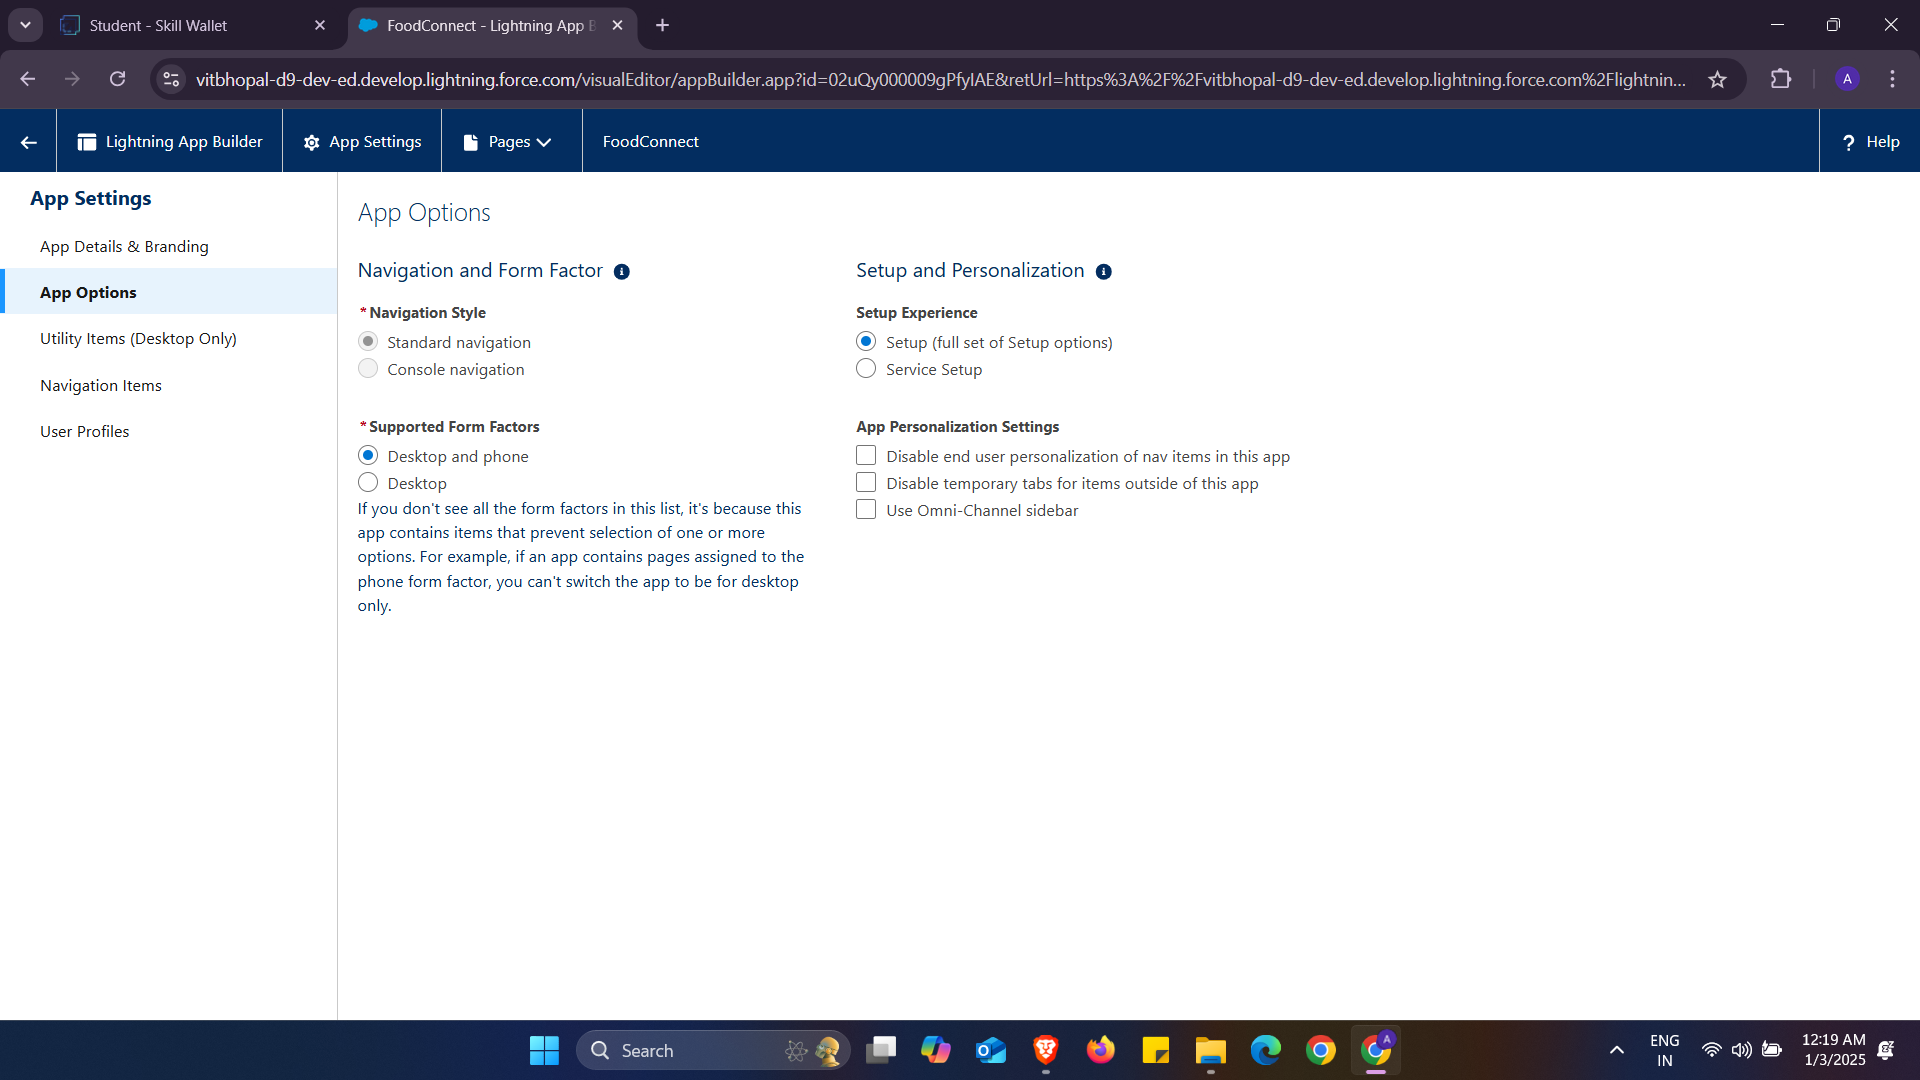 Student - Skill Wallet
FoodConnect - Lightning App B
vitbhopal-d9-dev-ed.develop.lightning.force.com/visualEditor/appBuilder.app?id=02uQy000009gPfyIAE&retUrl=https%3A%2F%2Fvitbhopal-d9-dev-ed.develop.lightning.force.com%2Flightnin...
A
Lightning App Builder
App Settings
Pages
FoodConnect
? Help
App Settings
App Details & Branding
App Options
Utility Items (Desktop Only)
Navigation Items
User Profiles
App Options
Navigation and Form Factor
*Navigation Style
Standard navigation
Console navigation
*Supported Form Factors
Desktop and phone
Desktop
If you don't see all the form factors in this list, it's because this
app contains items that prevent selection of one or more
options. For example, if an app contains pages assigned to the
phone form factor, you can't switch the app to be for desktop
only.
Setup and Personalization
Setup Experience
Setup (full set of Setup options)
Service Setup
App Personalization Settings
Disable end user personalization of nav items in this app
Disable temporary tabs for items outside of this app
Use Omni-Channel sidebar
Search
A
ENG
IN
12:19 AM
1/3/2025